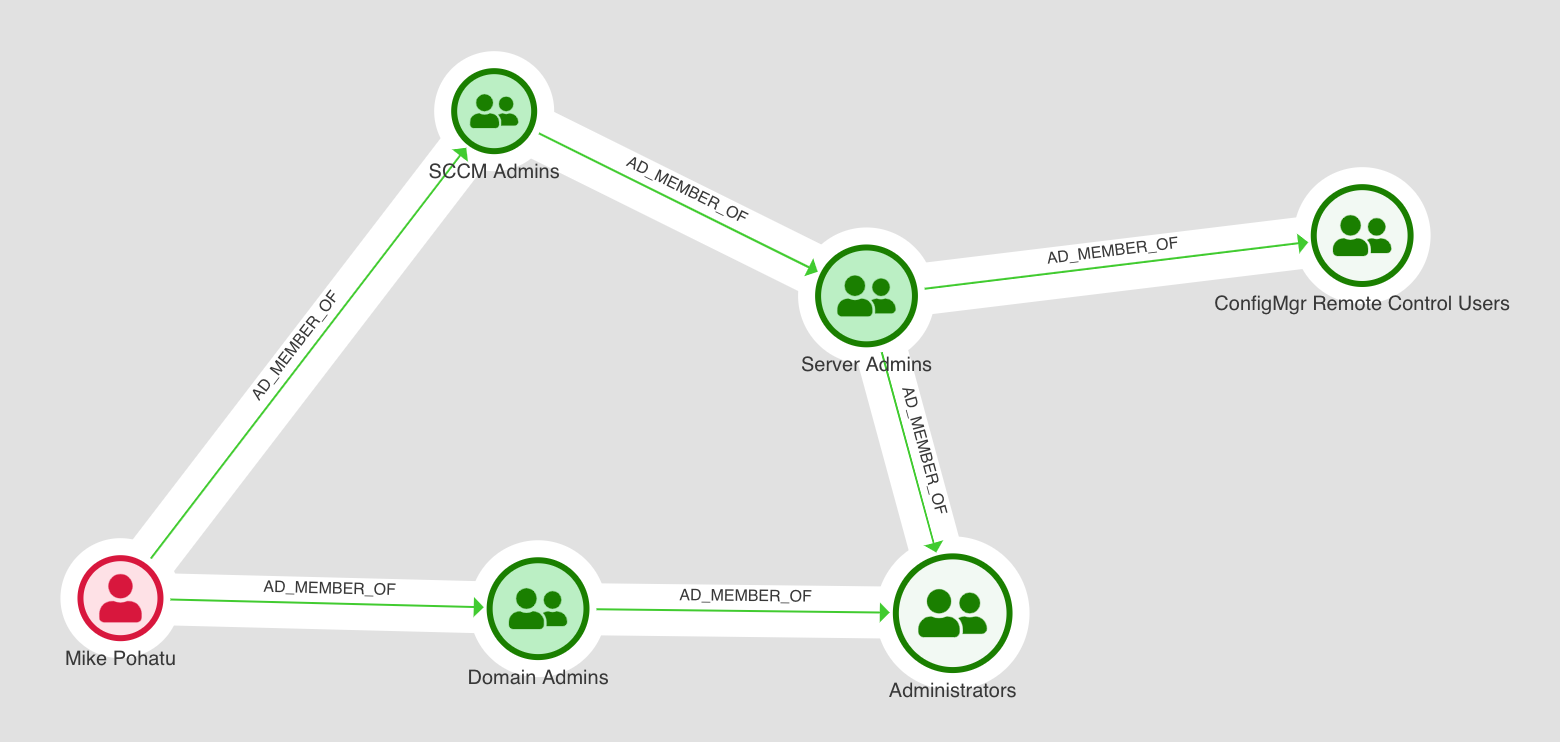 SCCM Admins
AD_MEMBER_OF
AD_MEMBER_OF
ConfigMgr Remote Control Users
AD_MEMBER_OF
Server Admins
AD_MEMBER_OF
AD_MEMBER_OF
Mike Pohatu
AD_MEMBER_OF
Domain Admins
AD_MEMBER_OF
Administrators